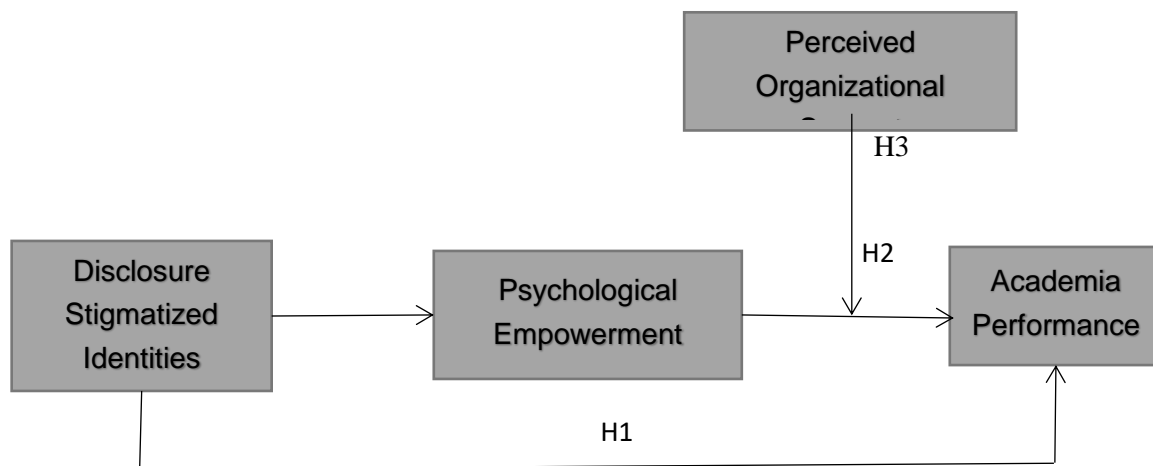 Perceived
Organizational
H3
H2
Disclosure
Stigmatized
Identities
Psychological
Empowerment
Academia
Performance
H1